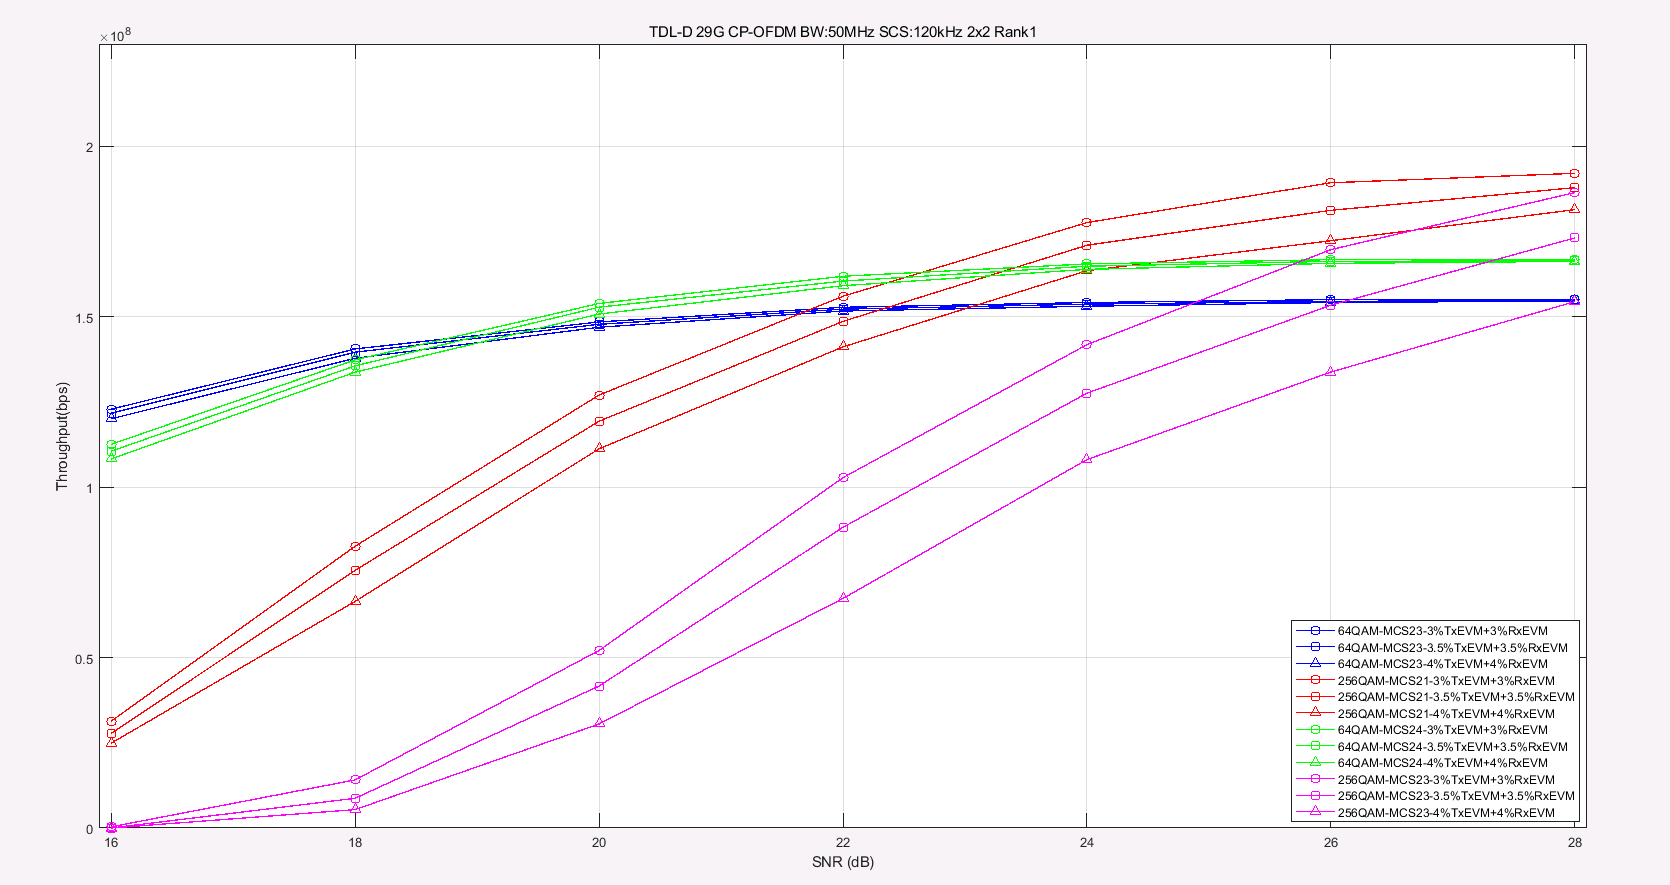 TDL-D 29G CP-OFDM BW:50MHz SCS:120kHz 2x2 Rank1
×10^8
2
1.5
1
0.5
0
Throughput(bps)
16 18 20 22 24 26 28
SNR (dB)
64QAM-MCS23-3%TxEVM+3%RxEVM
64QAM-MCS23-3.5%TxEVM+3.5%RxEVM
64QAM-MCS23-4%TxEVM+4%RxEVM
256QAM-MCS21-3%TxEVM+3%RxEVM
256QAM-MCS21-3.5%TxEVM+3.5%RxEVM
256QAM-MCS21-4%TxEVM+4%RxEVM
64QAM-MCS24-3%TxEVM+3%RxEVM
64QAM-MCS24-3.5%TxEVM+3.5%RxEVM
64QAM-MCS24-4%TxEVM+4%RxEVM
256QAM-MCS23-3%TxEVM+3%RxEVM
256QAM-MCS23-3.5%TxEVM+3.5%RxEVM
256QAM-MCS23-4%TxEVM+4%RxEVM